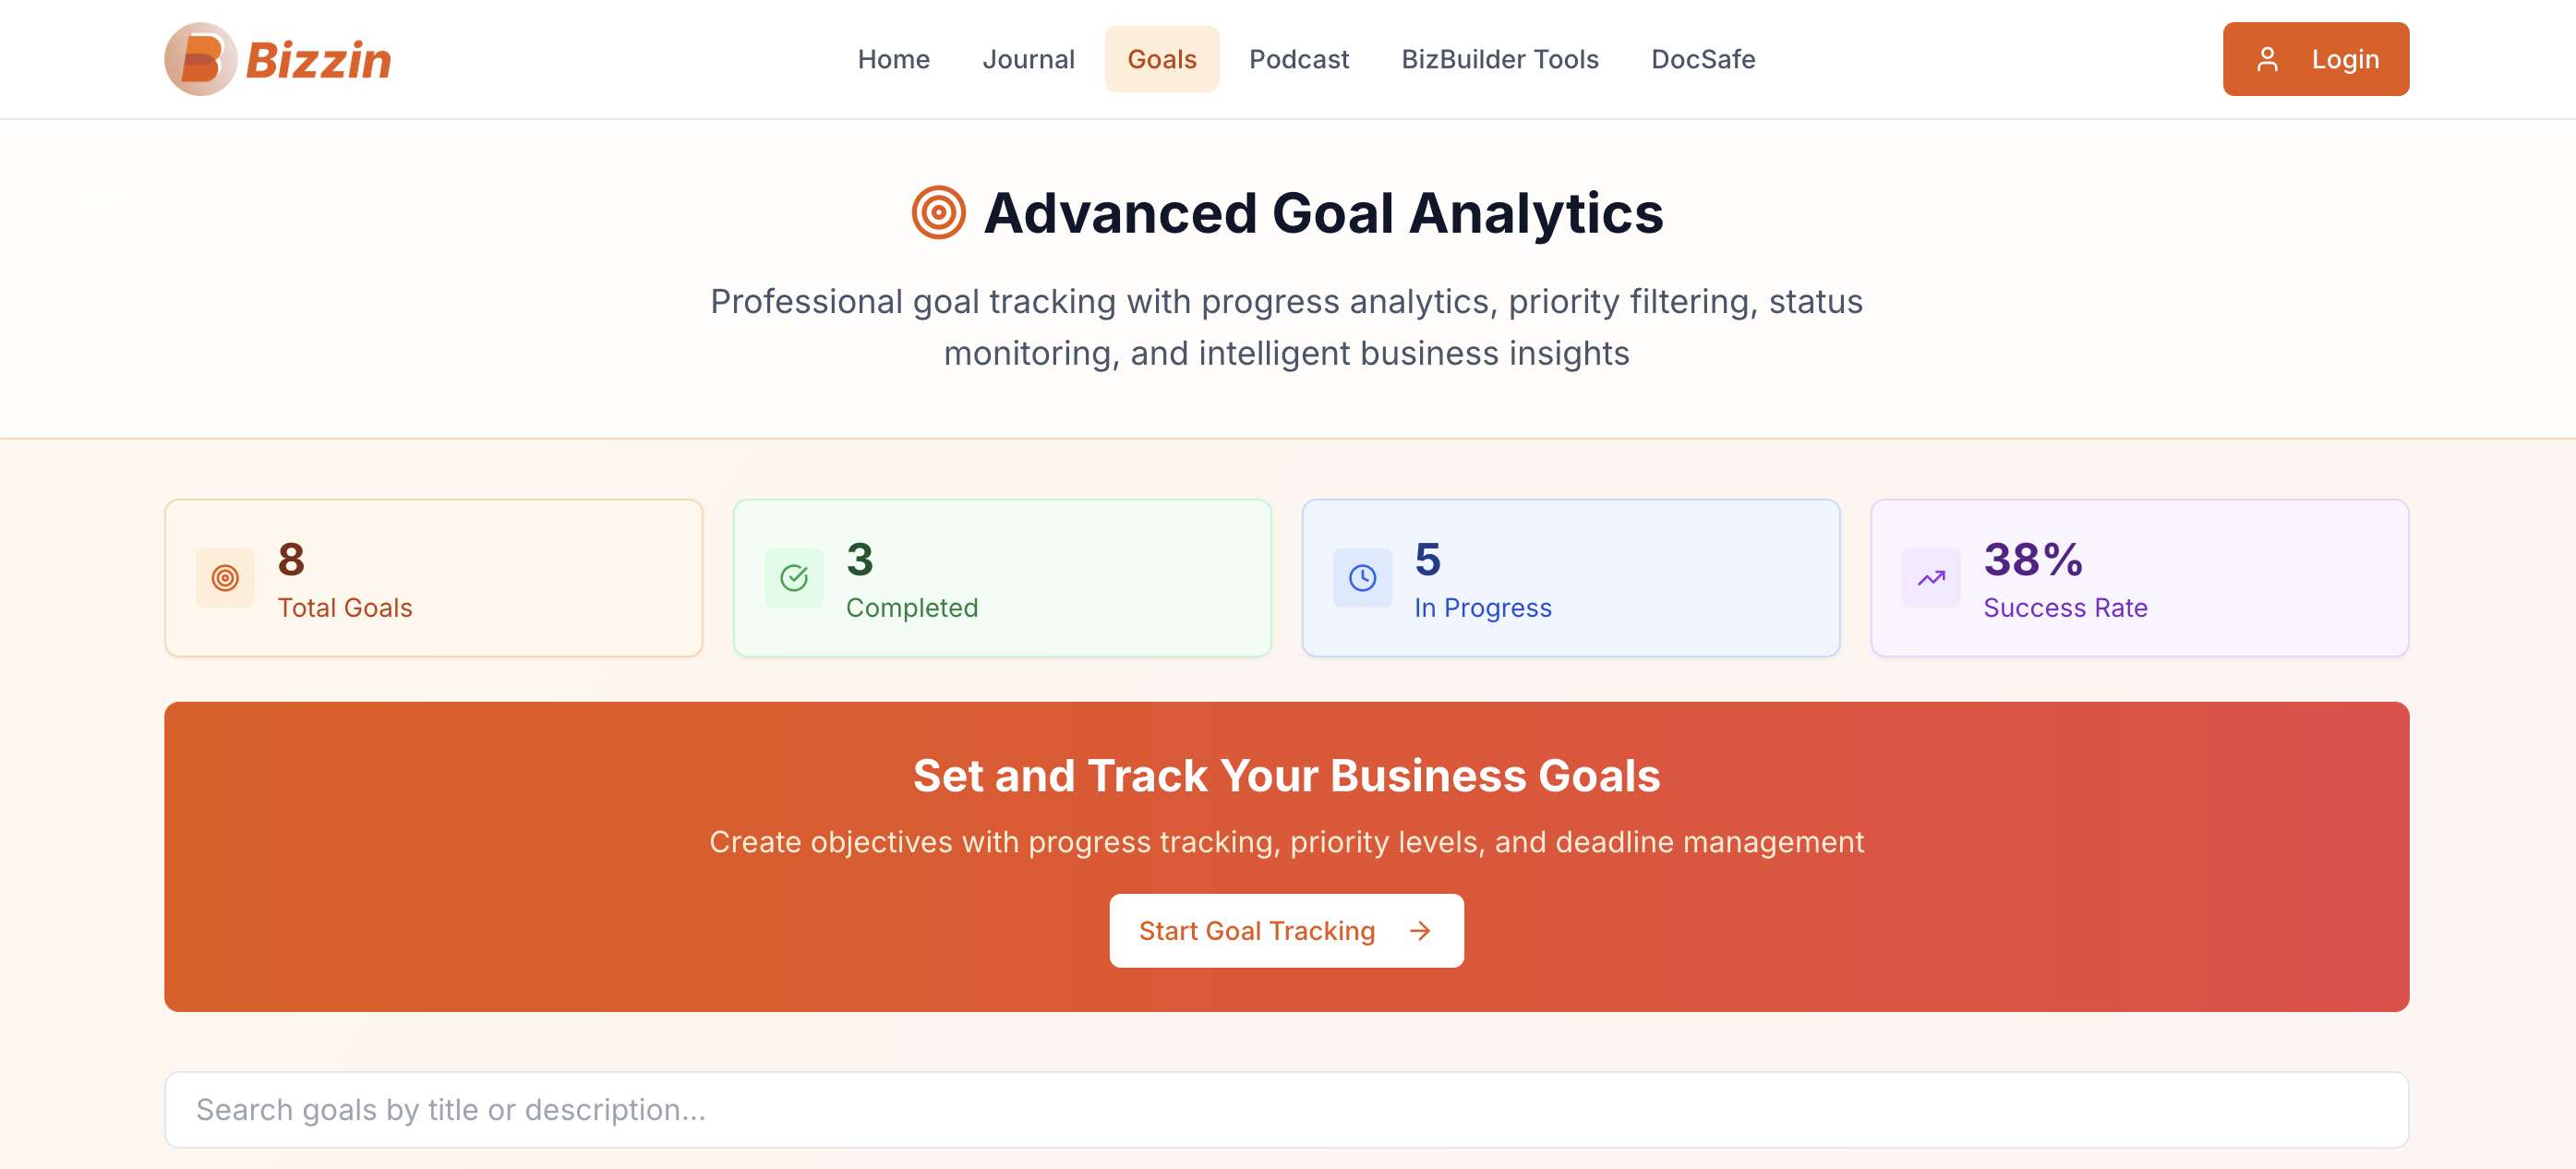 B Bizzin
Home Journal Goals Podcast BizBuilder Tools DocSafe
Login
Advanced Goal Analytics
Professional goal tracking with progress analytics, priority filtering, status
monitoring, and intelligent business insights
8
Total Goals
3
Completed
5
In Progress
38%
Success Rate
Set and Track Your Business Goals
Create objectives with progress tracking, priority levels, and deadline management
Start Goal Tracking
Search goals by title or description...